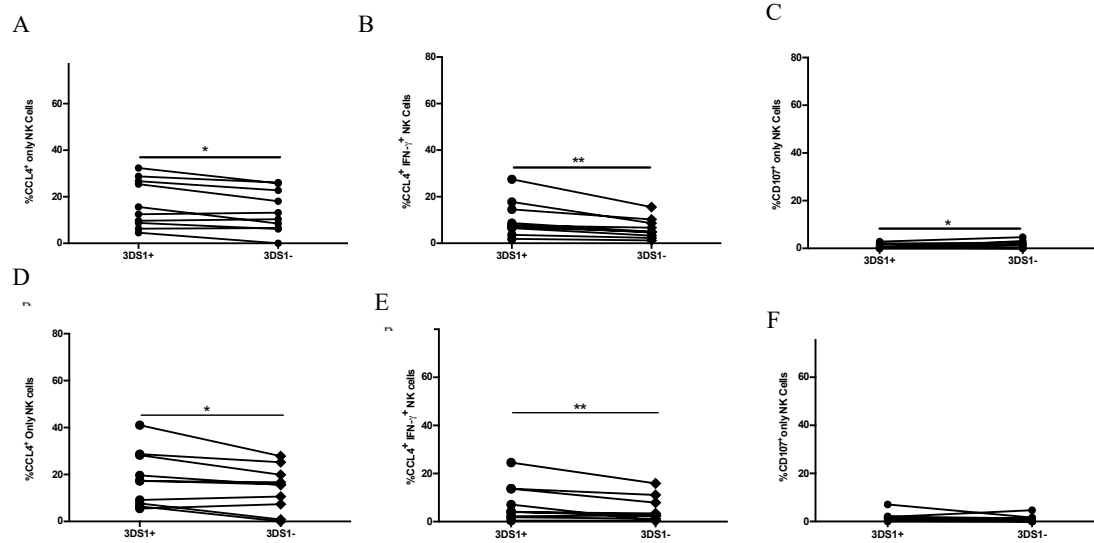 A
%CCL4+ only NK Cells
80
60
40
20
0
*
3DS1+ 3DS1-
B
%CCL4+ IFN-γ+ NK Cells
80
60
40
20
0
**
3DS1+ 3DS1-
C
%CD107+ only NK Cells
80
60
40
20
0
*
3DS1+ 3DS1-
D
%CCL4+ Only NK cells
80
60
40
20
0
*
3DS1+ 3DS1-
E
%CCL4+ IFN-γ+ NK Cells
60
40
20
0
**
3DS1+ 3DS1-
F
%CD107+only NK Cells
60
40
20
0
3DS1+ 3DS1-